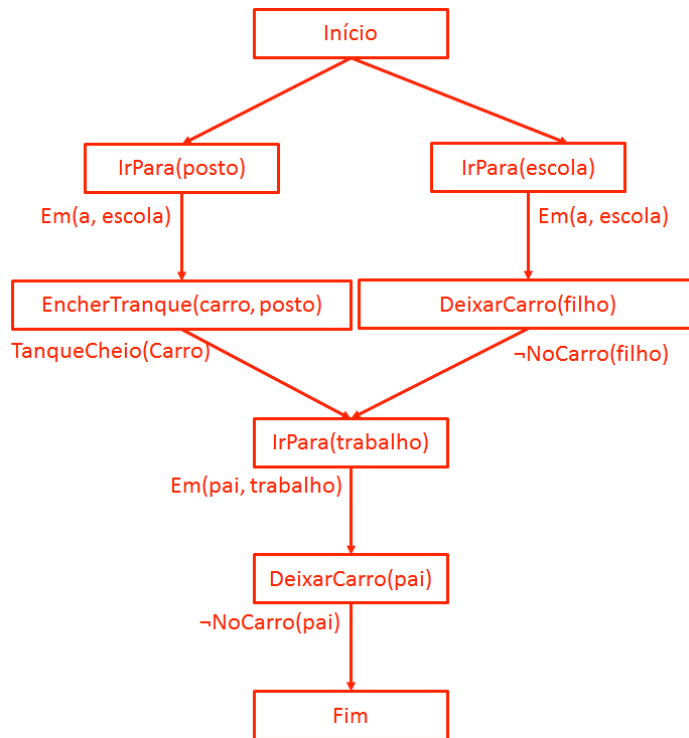 Início
IrPara(posto)
IrPara(escola)
Em(a, escola)
Em(a, escola)
EncherTranque(carro, posto)
DeixarCarro(filho)
TanqueCheio(Carro)
¬NoCarro(filho)
IrPara(trabalho)
Em(pai, trabalho)
DeixarCarro(pai)
¬NoCarro(pai)
Fim